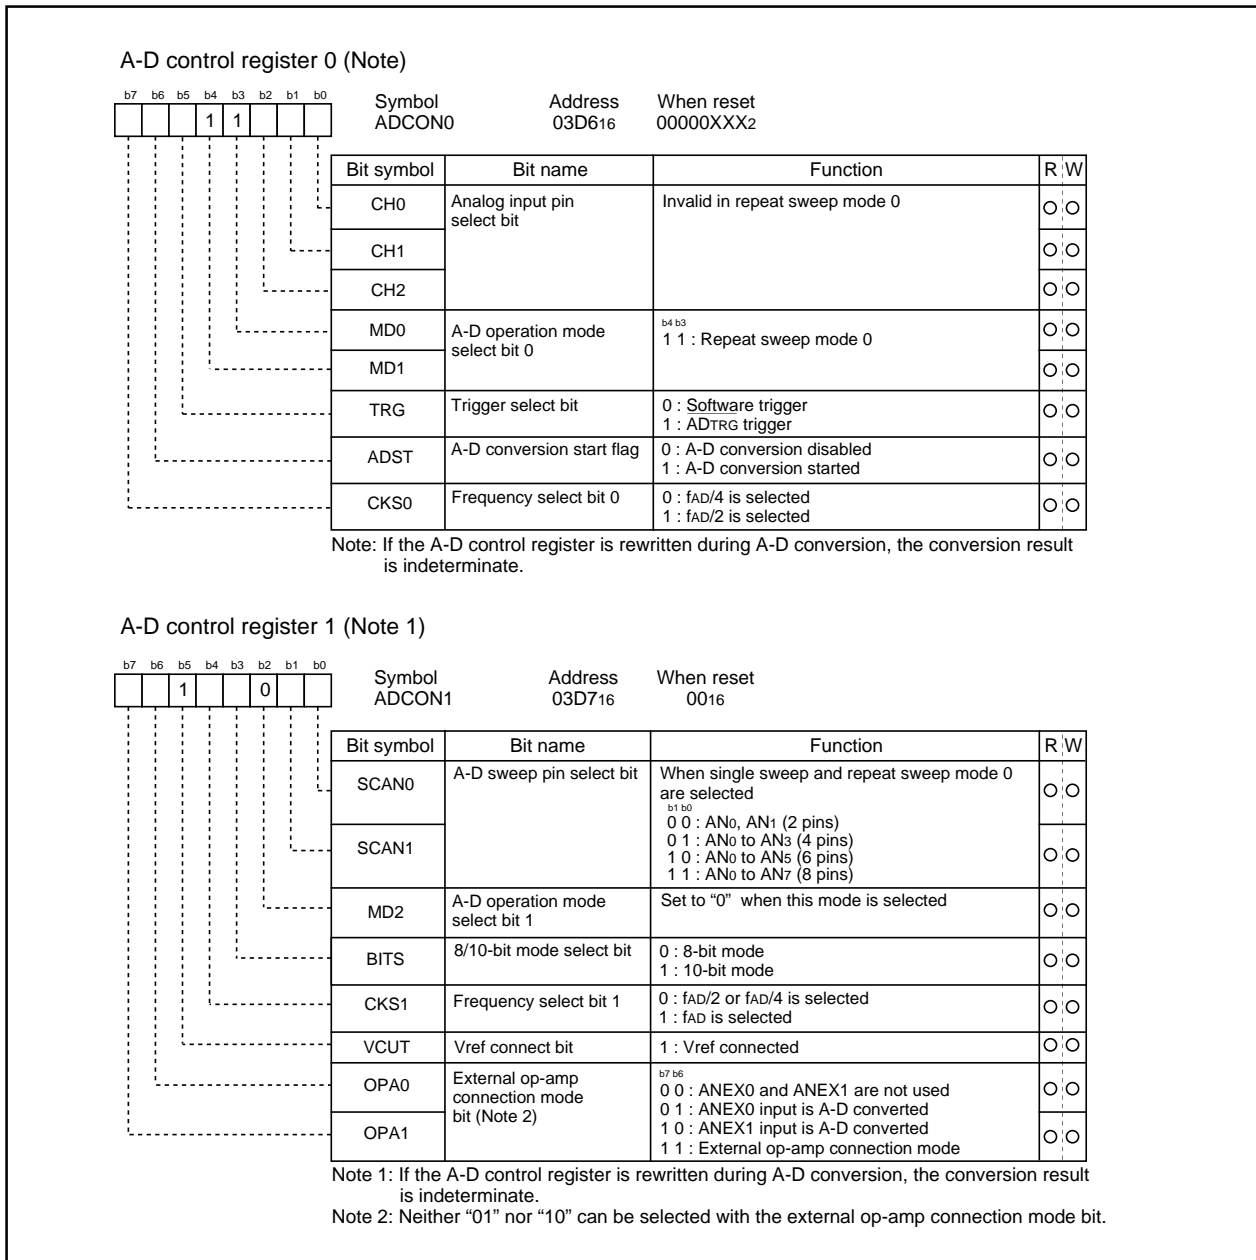 A-D control register 0 (Note)
b7 b6 b5 b4 b3 b2 b1 b0
1 1
Symbol Address When reset
ADCON0 03D616 00000XXX2
Bit symbol Bit name Function R W
CH0 Analog input pin select bit Invalid in repeat sweep mode 0
CH1
CH2
MD0 A-D operation mode select bit 0
b4 b3
1 1 : Repeat sweep mode 0
MD1
TRG Trigger select bit 0 : Software trigger
1 : ADTRG trigger
ADST A-D conversion start flag 0 : A-D conversion disabled
1 : A-D conversion started
CKS0 Frequency select bit 0 0 : fAD/4 is selected
1 : fAD/2 is selected
Note: If the A-D control register is rewritten during A-D conversion, the conversion result
is indeterminate.
A-D control register 1 (Note 1)
b7 b6 b5 b4 b3 b2 b1 b0
1 0
Symbol Address When reset
ADCON1 03D716 0016
Bit symbol Bit name Function R W
SCAN0 A-D sweep pin select bit When single sweep and repeat sweep mode 0
are selected
b1 b0
0 0 : AN0, AN1 (2 pins)
0 1 : AN0 to AN3 (4 pins)
SCAN1
1 0 : AN0 to AN5 (6 pins)
1 1 : AN0 to AN7 (8 pins)
MD2 A-D operation mode select bit 1 Set to “0” when this mode is selected
BITS 8/10-bit mode select bit 0 : 8-bit mode
1 : 10-bit mode
CKS1 Frequency select bit 1 0 : fAD/2 or fAD/4 is selected
1 : fAD is selected
VCUT Vref connect bit 1 : Vref connected
OPA0 External op-amp connection mode bit (Note 2)
b7 b6
0 0 : ANEX0 and ANEX1 are not used
0 1 : ANEX0 input is A-D converted
OPA1
1 0 : ANEX1 input is A-D converted
1 1 : External op-amp connection mode
Note 1: If the A-D control register is rewritten during A-D conversion, the conversion result
is indeterminate.
Note 2: Neither “01” nor “10” can be selected with the external op-amp connection mode bit.